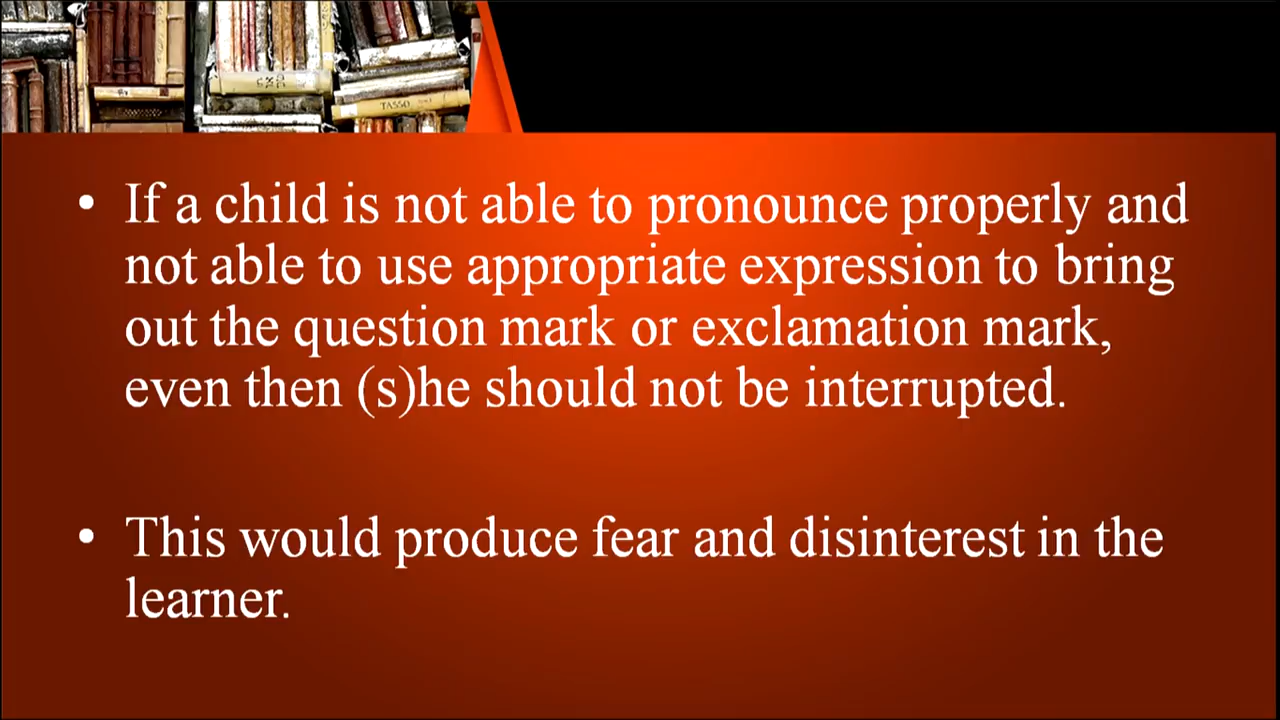 TASSO
• If a child is not able to pronounce properly and
not able to use appropriate expression to bring
out the question mark or exclamation mark,
even then (s)he should not be interrupted.
• This would produce fear and disinterest in the
learner.